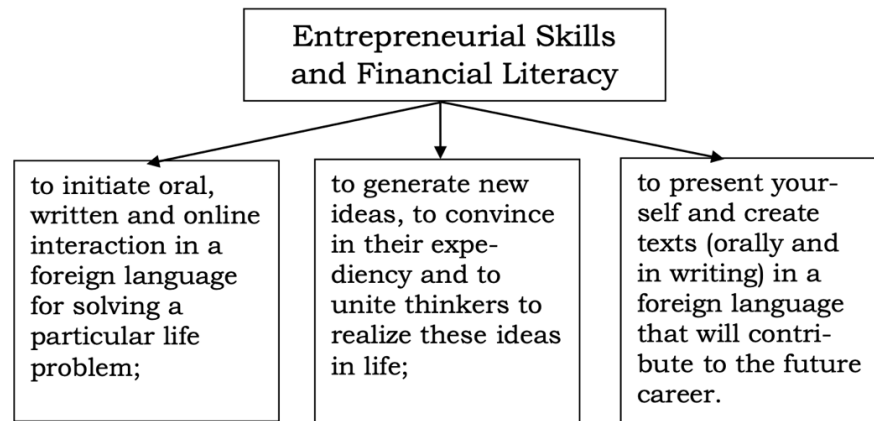 Entrepreneurial Skills
and Financial Literacy
to initiate oral,
written and online
interaction in a
foreign language
for solving a
particular life
problem;
to generate new
ideas, to convince
in their expe-
diency and to
unite thinkers to
realize these ideas
in life;
to present your-
self and create
texts (orally and
in writing) in a
foreign language
that will contri-
bute to the future
career.